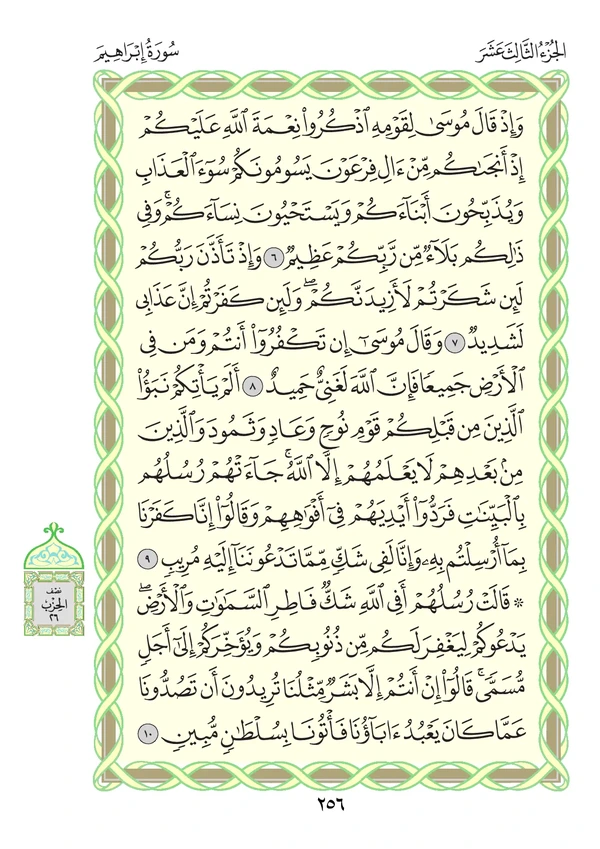 الجُزْءُ الثَّالِثَ عَشَرَ
سُورَةُ إِبْرَاهِيمَ
وَإِذْ قَالَ مُوسَىٰ لِقَوْمِهِ ٱذْكُرُوا۟ نِعْمَةَ ٱللَّهِ عَلَيْكُمْ
إِذْ أَنجَىٰكُم مِّنْ ءَالِ فِرْعَوْنَ يَسُومُونَكُمْ سُوٓءَ ٱلْعَذَابِ
وَيُذَبِّحُونَ أَبْنَآءَكُمْ وَيَسْتَحْيُونَ نِسَآءَكُمْ ۚ وَفِى
ذَٰلِكُم بَلَآءٌ مِّن رَّبِّكُمْ عَظِيمٌ ٦ وَإِذْ تَأَذَّنَ رَبُّكُمْ
لَئِن شَكَرْتُمْ لَأَزِيدَنَّكُمْ ۖ وَلَئِن كَفَرْتُمْ إِنَّ عَذَابِى
لَشَدِيدٌ ٧ وَقَالَ مُوسَىٰٓ إِن تَكْفُرُوٓا۟ أَنتُمْ وَمَن فِى
ٱلْأَرْضِ جَمِيعًا فَإِنَّ ٱللَّهَ لَغَنِىٌّ حَمِيدٌ ٨ أَلَمْ يَأْتِكُمْ نَبَؤُا۟
ٱلَّذِينَ مِن قَبْلِكُمْ قَوْمِ نُوحٍ وَعَادٍ وَثَمُودَ وَٱلَّذِينَ
مِنۢ بَعْدِهِمْ لَا يَعْلَمُهُمْ إِلَّا ٱللَّهُ ۚ جَآءَتْهُمْ رُسُلُهُم
بِٱلْبَيِّنَٰتِ فَرَدُّوٓا۟ أَيْدِيَهُمْ فِىٓ أَفْوَٰهِهِمْ وَقَالُوٓا۟ إِنَّا كَفَرْنَا
بِمَآ أُرْسِلْتُم بِهِۦ وَإِنَّا لَفِى شَكٍّ مِّمَّا تَدْعُونَنَآ إِلَيْهِ مُرِيبٍ ٩
نصف
الحِزْب
٢٦
* قَالَتْ رُسُلُهُمْ أَفِى ٱللَّهِ شَكٌّ فَاطِرِ ٱلسَّمَٰوَٰتِ وَٱلْأَرْضِ ۖ
يَدْعُوكُمْ لِيَغْفِرَ لَكُم مِّن ذُنُوبِكُمْ وَيُؤَخِّرَكُمْ إِلَىٰٓ أَجَلٍ
مُّسَمًّى ۚ قَالُوٓا۟ إِنْ أَنتُمْ إِلَّا بَشَرٌ مِّثْلُنَا تُرِيدُونَ أَن تَصُدُّونَا
عَمَّا كَانَ يَعْبُدُ ءَابَآؤُنَا فَأْتُونَا بِسُلْطَٰنٍ مُّبِينٍ ١٠
٢٥٦